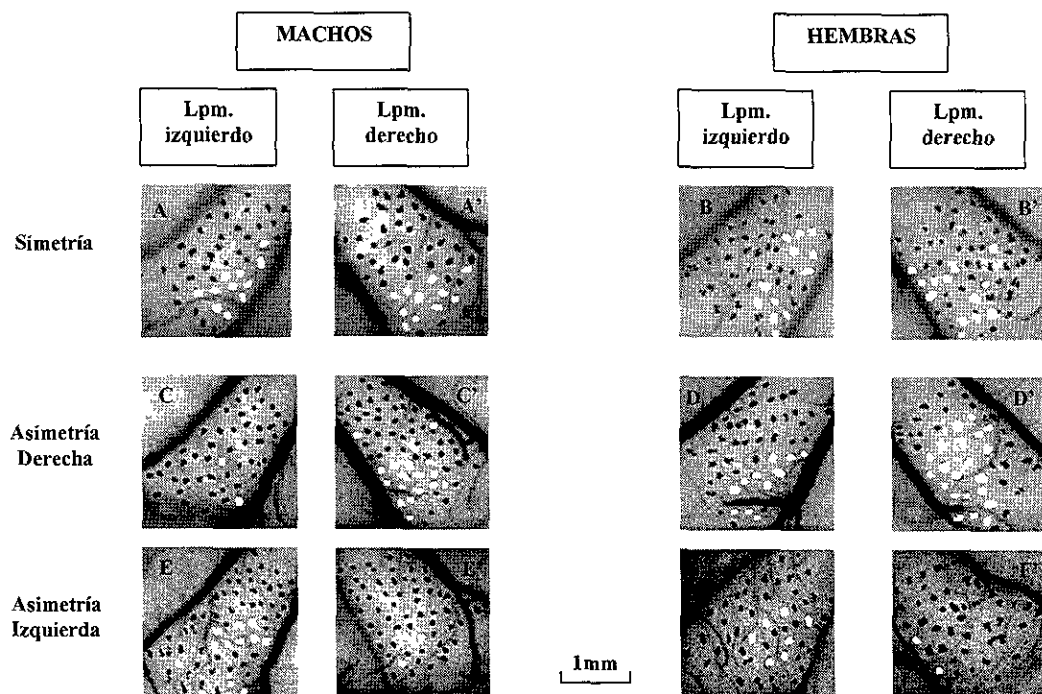 MACHOS
HEMBRAS
Lpm.
izquierdo
Lpm.
derecho
Lpm.
izquierdo
Lpm.
derecho
Simetría
A
A'
B
B'
Asimetría
Derecha
C
C'
D
D'
Asimetría
Izquierda
E
F'
1mm